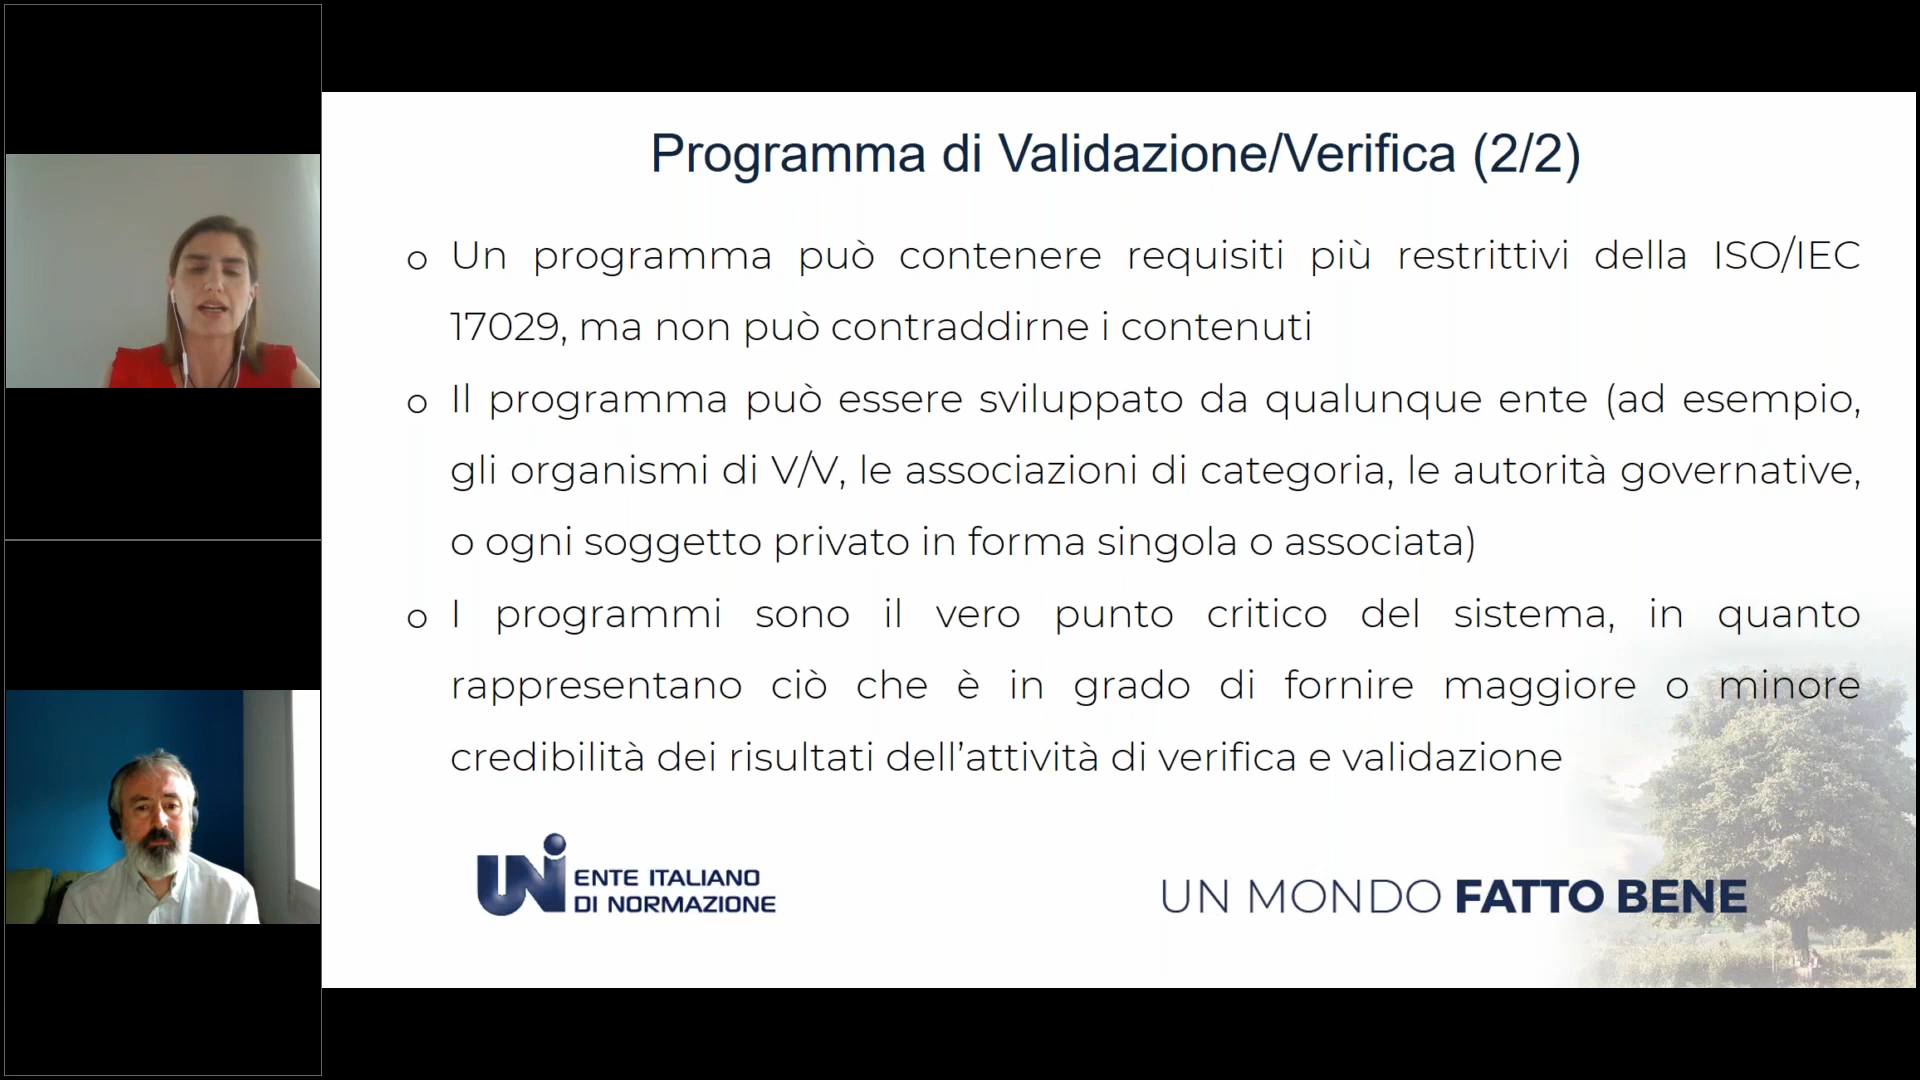 Programma di Validazione/Verifica (2/2)
o Un programma può contenere requisiti più restrittivi della ISO/IEC
17029, ma non può contraddirne i contenuti
o Il programma può essere sviluppato da qualunque ente (ad esempio,
gli organismi di V/V, le associazioni di categoria, le autorità governative,
o ogni soggetto privato in forma singola o associata)
o I programmi sono il vero punto critico del sistema, in quanto
rappresentano ciò che è in grado di fornire maggiore o minore
credibilità dei risultati dell’attività di verifica e validazione
UNI ENTE ITALIANO
DI NORMAZIONE
UN MONDO FATTO BENE